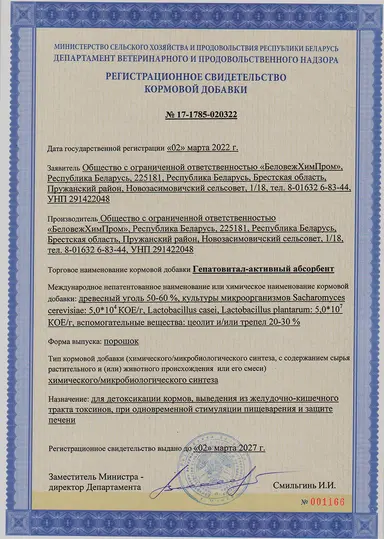 МИНИСТЕРСТВО СЕЛЬСКОГО ХОЗЯЙСТВА И ПРОДОВОЛЬСТВИЯ РЕСПУБЛИКИ БЕЛАРУСЬ
ДЕПАРТАМЕНТ ВЕТЕРИНАРНОГО И ПРОДОВОЛЬСТВЕННОГО НАДЗОРА
РЕГИСТРАЦИОННОЕ СВИДЕТЕЛЬСТВО
КОРМОВОЙ ДОБАВКИ
№ 17-1785-020322
Дата государственной регистрации «02» марта 2022 г.
Заявитель Общество с ограниченной ответственностью «БеловежХимПром»,
Республика Беларусь, 225181, Республика Беларусь, Брестская область,
Пружанский район, Новозасимовичский сельсовет, 1/18, тел. 8-01632 6-83-44,
УНП 291422048
Производитель Общество с ограниченной ответственностью
«БеловежХимПром», Республика Беларусь, 225181, Республика Беларусь,
Брестская область, Пружанский район, Новозасимовичский сельсовет, 1/18,
тел. 8-01632 6-83-44, УНП 291422048
Торговое наименование кормовой добавки Гепатовитал-активный абсорбент
Международное непатентованное наименование или химическое наименование кормовой
добавки: древесный уголь 50-60 %, культуры микроорганизмов Sacharomyces
cerevisiae: 5,0*10⁴ КОЕ/г, Lactobacillus casei, Lactobacillus plantarum: 5,0*10⁷
КОЕ/г, вспомогательные вещества: цеолит и/или трепел 20-30 %
Форма выпуска: порошок
Тип кормовой добавки (химического/микробиологического синтеза, с содержанием сырья
растительного и (или) животного происхождения или его смеси)
химического/микробиологического синтеза
Назначение: для детоксикации кормов, выведения из желудочно-кишечного
тракта токсинов, при одновременной стимуляции пищеварения и защите
печени
Регистрационное свидетельство выдано до «02» марта 2027 г.
Заместитель Министра -
директор Департамента
Смильгинь И.И.
№ 001166